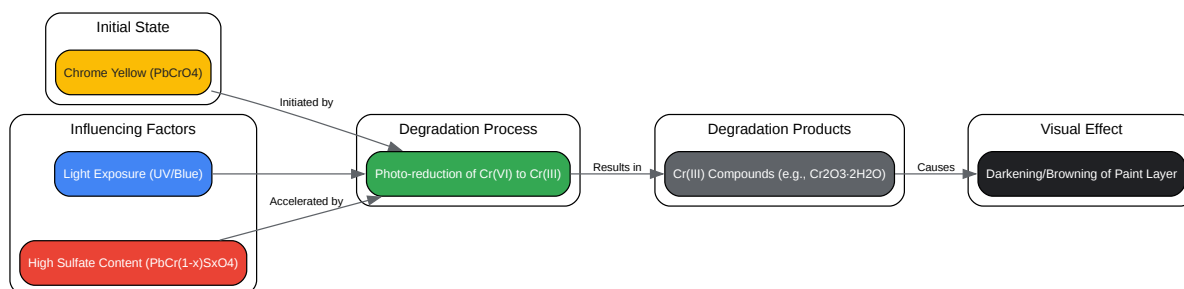 Initial State
Chrome Yellow (PbCrO4)
Initiated by
Influencing Factors
Light Exposure (UV/Blue)
Accelerated by
High Sulfate Content (PbCr(1-x)SxO4)
Degradation Process
Photo-reduction of Cr(VI) to Cr(III)
Results in
Degradation Products
Cr(III) Compounds (e.g., Cr2O3·2H2O)
Causes
Visual Effect
Darkening/Browning of Paint Layer